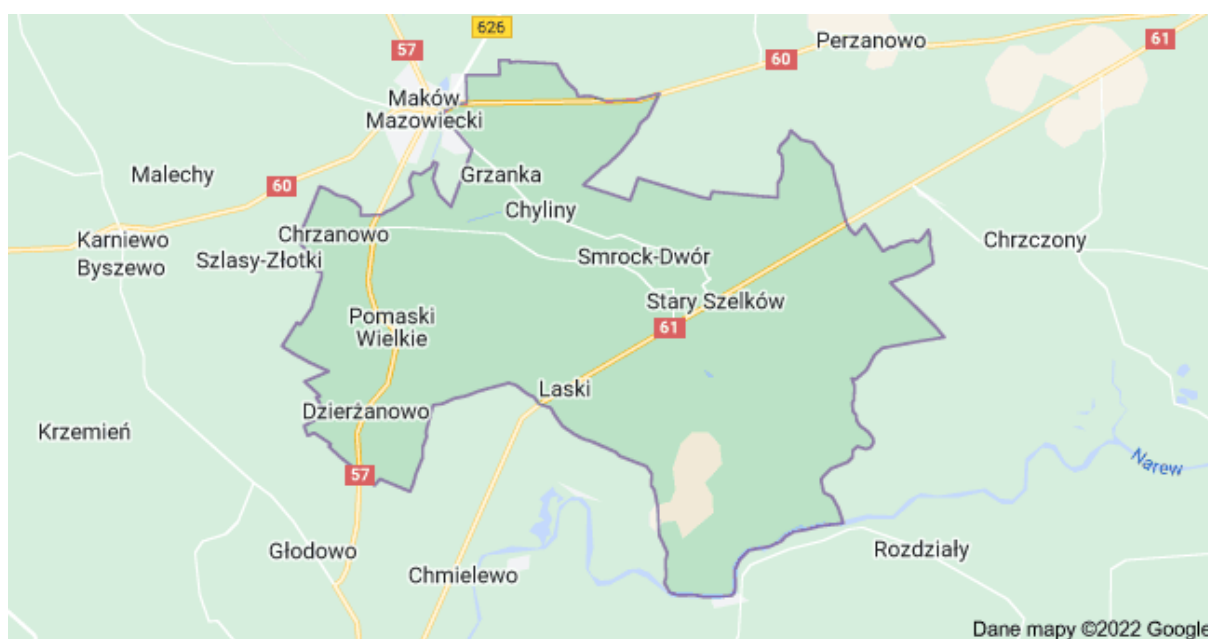 626
57
61
Perzanowo
60
Maków
Mazowiecki
Malechy
Grzanka
60
Chyliny
Chrzanowo
Karniewo
Chrzczony
Szlasy-Złotki
Smrock-Dwór
Byszewo
Stary Szelków
Pomaski
Wielkie
61
Laski
Dzierżanowo
Krzemień
Narew
57
Głodowo
Rozdziały
Chmielewo
Dane mapy ©2022 Google